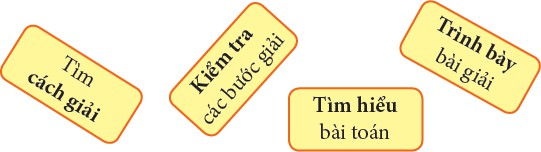 Tìm
cách giải
Kiểm tra
các bước giải
Tìm hiểu
bài toán
Trình bày
bài giải